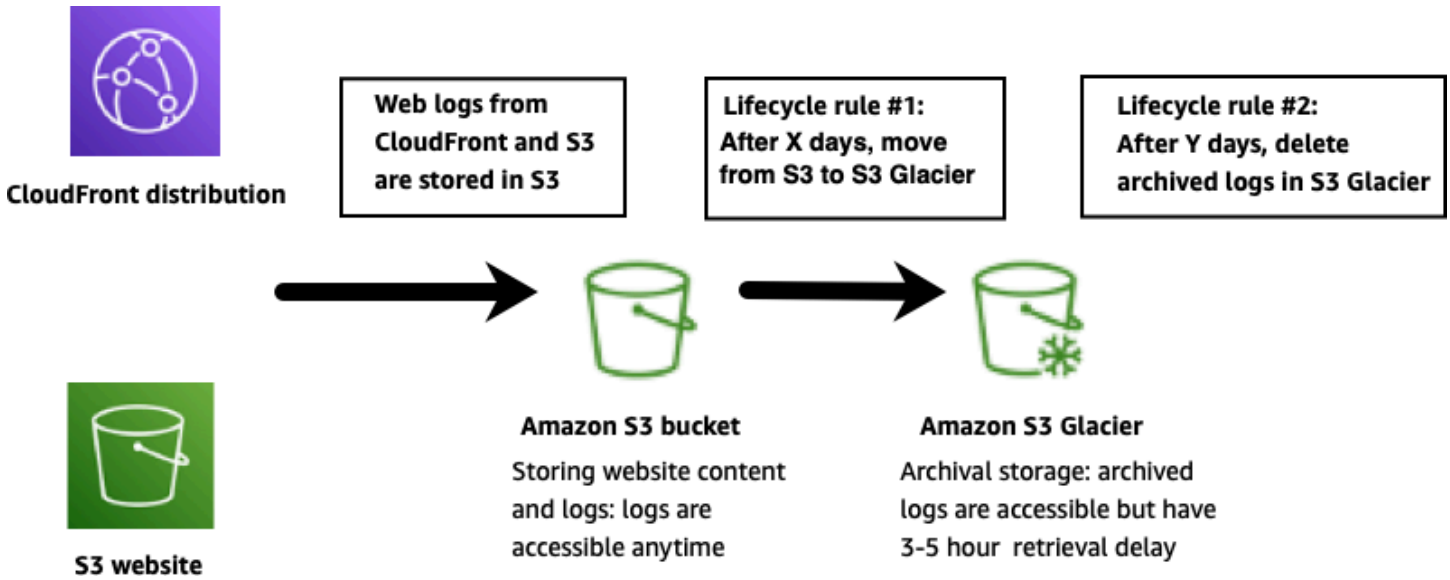 CloudFront distribution
Web logs from
CloudFront and S3
are stored in S3
Lifecycle rule #1:
After X days, move
from S3 to S3 Glacier
Lifecycle rule #2:
After Y days, delete
archived logs in S3 Glacier
S3 website
Amazon S3 bucket
Storing website content
and logs: logs are
accessible anytime
Amazon S3 Glacier
Archival storage: archived
logs are accessible but have
3-5 hour retrieval delay